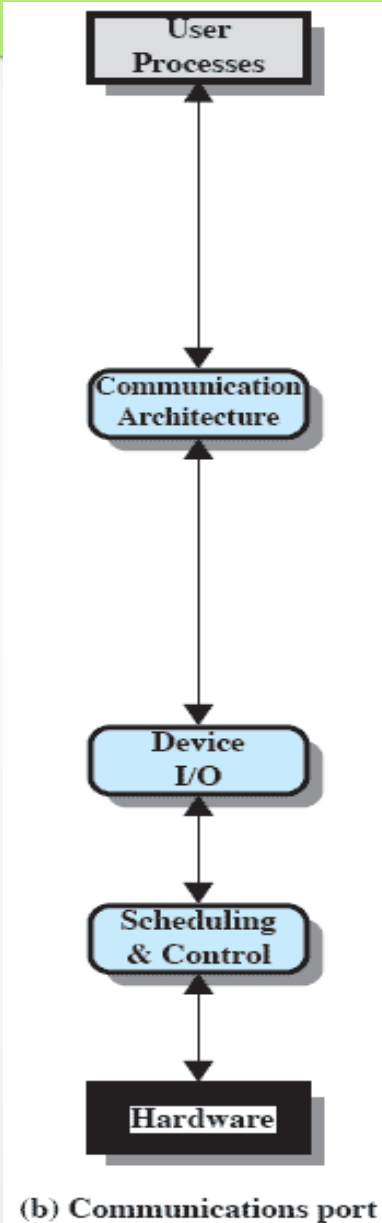 User
Processes
Communication
Architecture
Device
I/O
Scheduling
& Control
Hardware
(b) Communications port